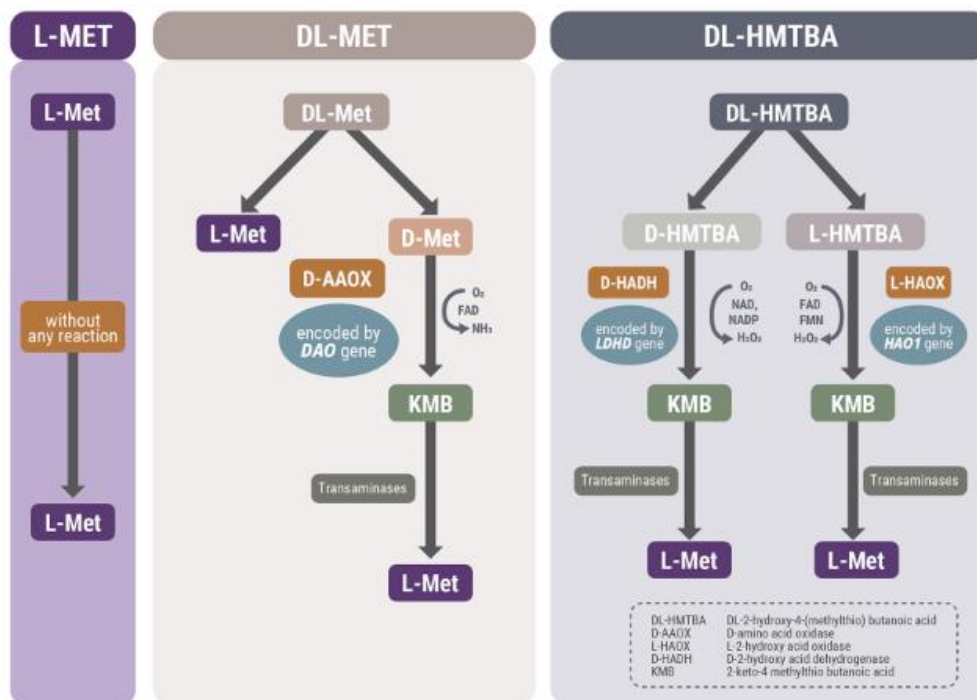 L-MET
DL-MET
DL-HMTBA
L-Met
without
any reaction
L-Met
DL-Met
L-Met
D-Met
D-AAOX
encoded by
DAO gene
O₂
FAD
NH₃
KMB
Transaminases
L-Met
DL-HMTBA
D-HMTBA
L-HMTBA
D-HADH
encoded by
LDHD gene
O₂
NAD,
NADP
H₂O₂
O₂
FAD
FMN
H₂O₂
L-HAOX
encoded by
HAO1 gene
KMB
KMB
Transaminases
Transaminases
L-Met
L-Met
DL-HMTBA DL-2-hydroxy-4-(methylthio) butanoic acid
D-AAOX D-amino acid oxidase
L-HAOX L-2-hydroxy acid oxidase
D-HADH D-2-hydroxy acid dehydrogenase
KMB 2-keto-4 methylthio butanoic acid